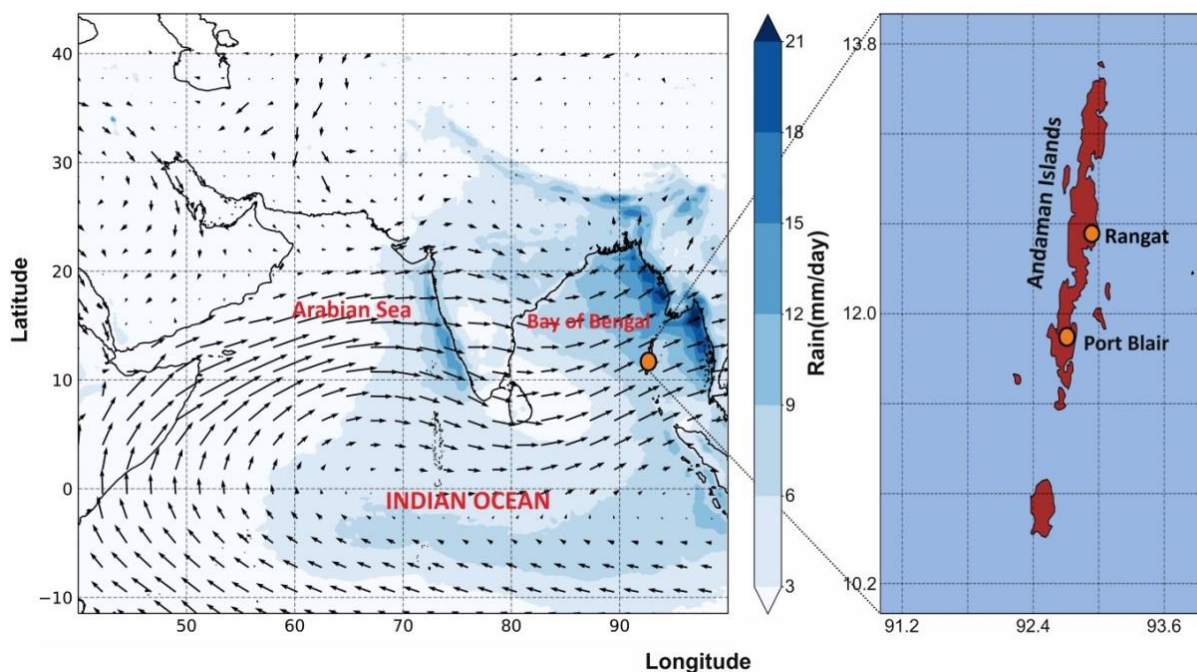 40
30
20
10
0
−10
50
60
70
80
90
Latitude
Longitude
Arabian Sea
Bay of Bengal
INDIAN OCEAN
21
18
15
12
9
6
3
Rain(mm/day)
13.8
12.0
10.2
91.2
92.4
93.6
Andaman Islands
Rangat
Port Blair